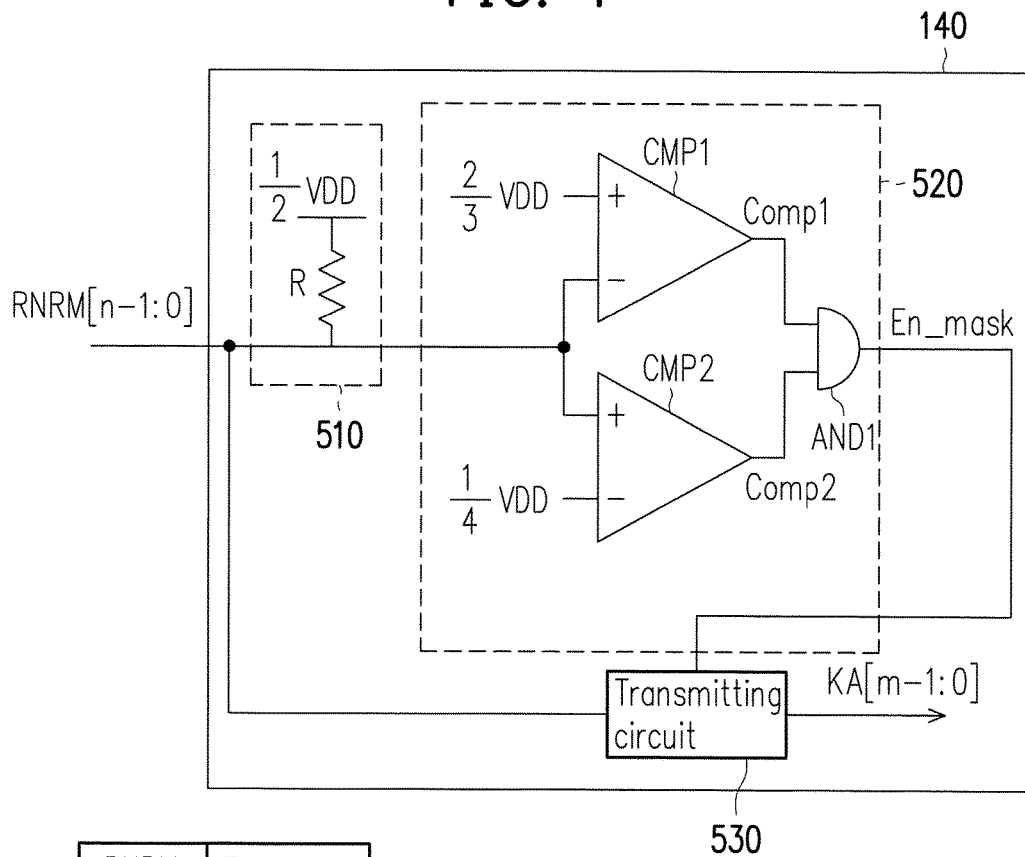 140
1/2 VDD
R
RNRM[n-1:0]
510
2/3 VDD
+
-
CMP1
Comp1
520
En_mask
AND1
CMP2
+
-
1/4 VDD
Comp2
Transmitting
circuit
KA[m-1:0]
530